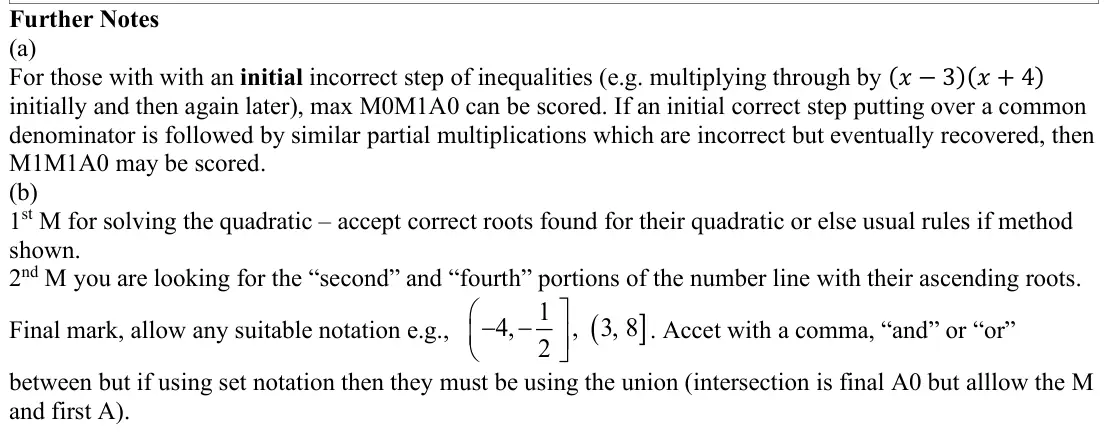 Further Notes
(a)
For those with with an initial incorrect step of inequalities (e.g. multiplying through by (x − 3)(x + 4)
initially and then again later), max M0M1A0 can be scored. If an initial correct step putting over a common
denominator is followed by similar partial multiplications which are incorrect but eventually recovered, then
M1M1A0 may be scored.
(b)
1st M for solving the quadratic – accept correct roots found for their quadratic or else usual rules if method
shown.
2nd M you are looking for the “second” and “fourth” portions of the number line with their ascending roots.
Final mark, allow any suitable notation e.g., (−4, −1/2], (3, 8]. Accet with a comma, “and” or “or”
between but if using set notation then they must be using the union (intersection is final A0 but alllow the M
and first A).